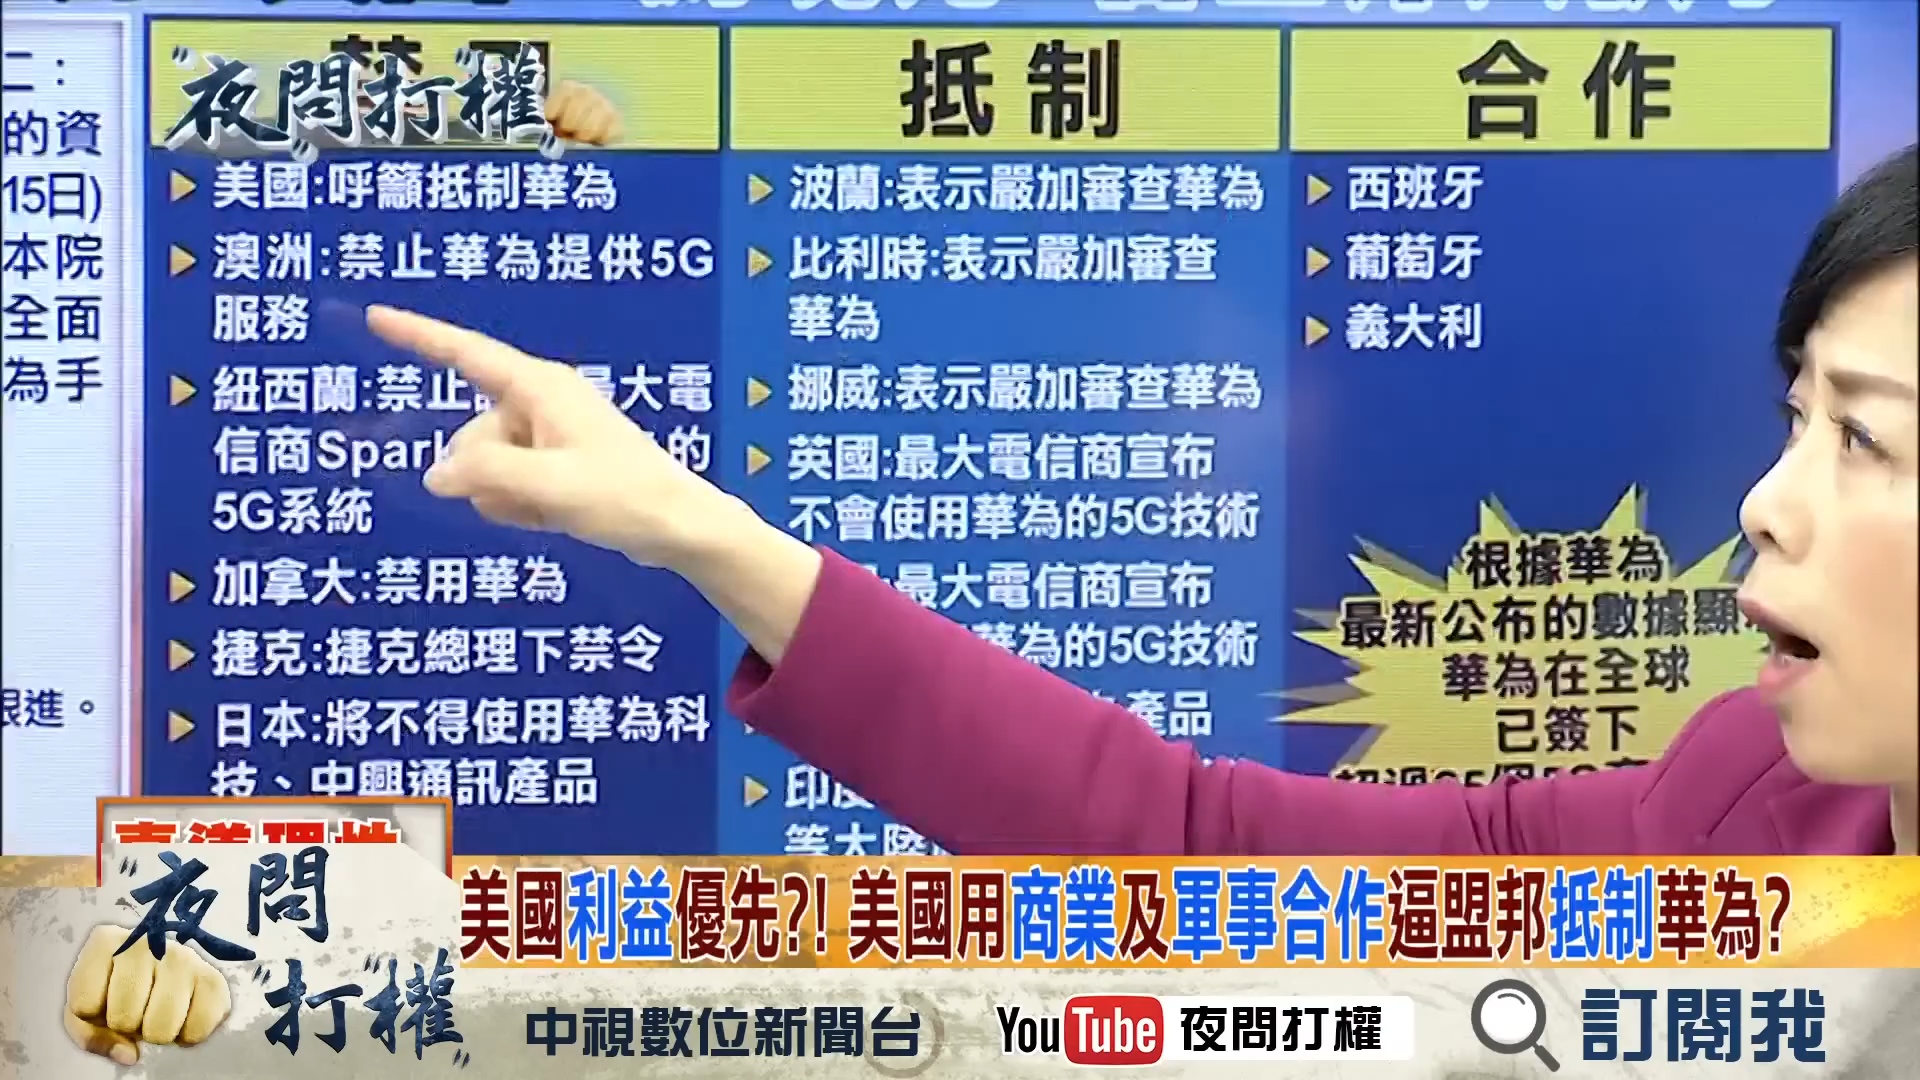 二：
的資
15日)
本院
全面
為手
進。
"夜問打權"
抵制
合作
美國:呼籲抵制華為
澳洲:禁止華為提供5G
服務
紐西蘭:禁止 最大電
信商Spark 的
5G系統
加拿大:禁用華為
捷克:捷克總理下禁令
日本:將不得使用華為科
技、中興通訊產品
波蘭:表示嚴加審查華為
比利時:表示嚴加審查
華為
挪威:表示嚴加審查華為
英國:最大電信商宣布
不會使用華為的5G技術
最大電信商宣布
華為的5G技術
產品
印度
等大陸
西班牙
葡萄牙
義大利
根據華為
最新公布的數據顯
華為在全球
已簽下
"夜問
"打"權"
美國利益優先?! 美國用商業及軍事合作逼盟邦抵制華為?
中視數位新聞台
YouTube 夜問打權
訂閱我